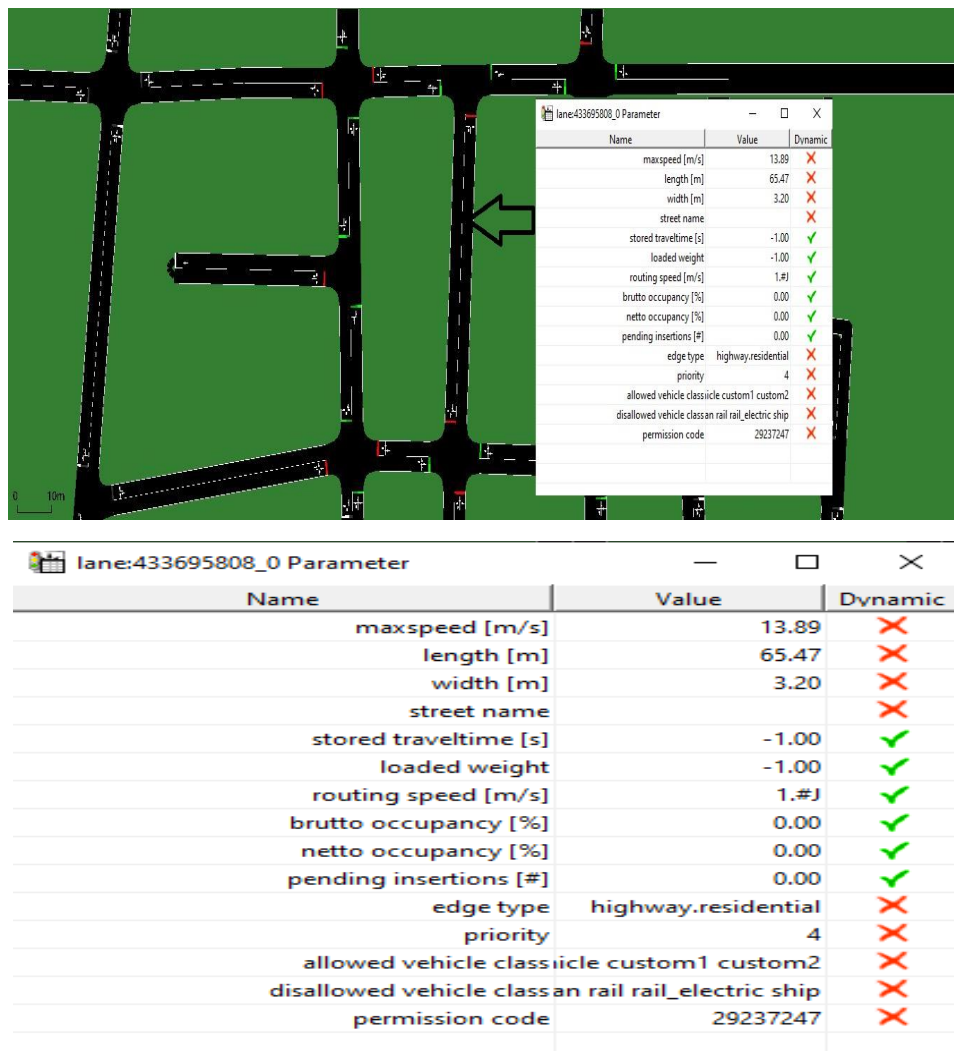 lane:433695808_0 Parameter
Name Value Dynamic
maxspeed [m/s] 13.89
length [m] 65.47
width [m] 3.20
street name
stored traveltime [s] -1.00
loaded weight -1.00
routing speed [m/s] 1.#J
brutto occupancy [%] 0.00
netto occupancy [%] 0.00
pending insertions [#] 0.00
edge type highway.residential
priority 4
allowed vehicle class icle custom1 custom2
disallowed vehicle class an rail rail_electric ship
permission code 29237247
0 10m
lane:433695808_0 Parameter
Name Value Dynamic
maxspeed [m/s] 13.89
length [m] 65.47
width [m] 3.20
street name
stored traveltime [s] -1.00
loaded weight -1.00
routing speed [m/s] 1.#J
brutto occupancy [%] 0.00
netto occupancy [%] 0.00
pending insertions [#] 0.00
edge type highway.residential
priority 4
allowed vehicle class icle custom1 custom2
disallowed vehicle class an rail rail_electric ship
permission code 29237247